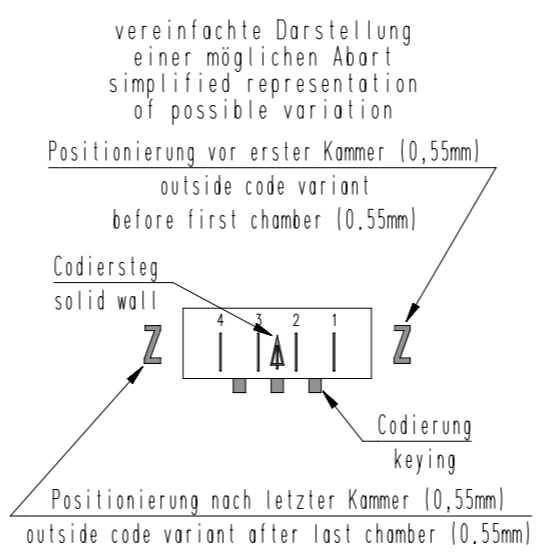 vereinfachte Darstellung
einer möglichen Abart
simplified representation
of possible variation
Positionierung vor erster Kammer (0,55mm)
outside code variant
before first chamber (0.55mm)
Codiersteg
solid wall
4 3 2 1
Z Z
Codierung
keying
Positionierung nach letzter Kammer (0,55mm)
outside code variant after last chamber (0.55mm)